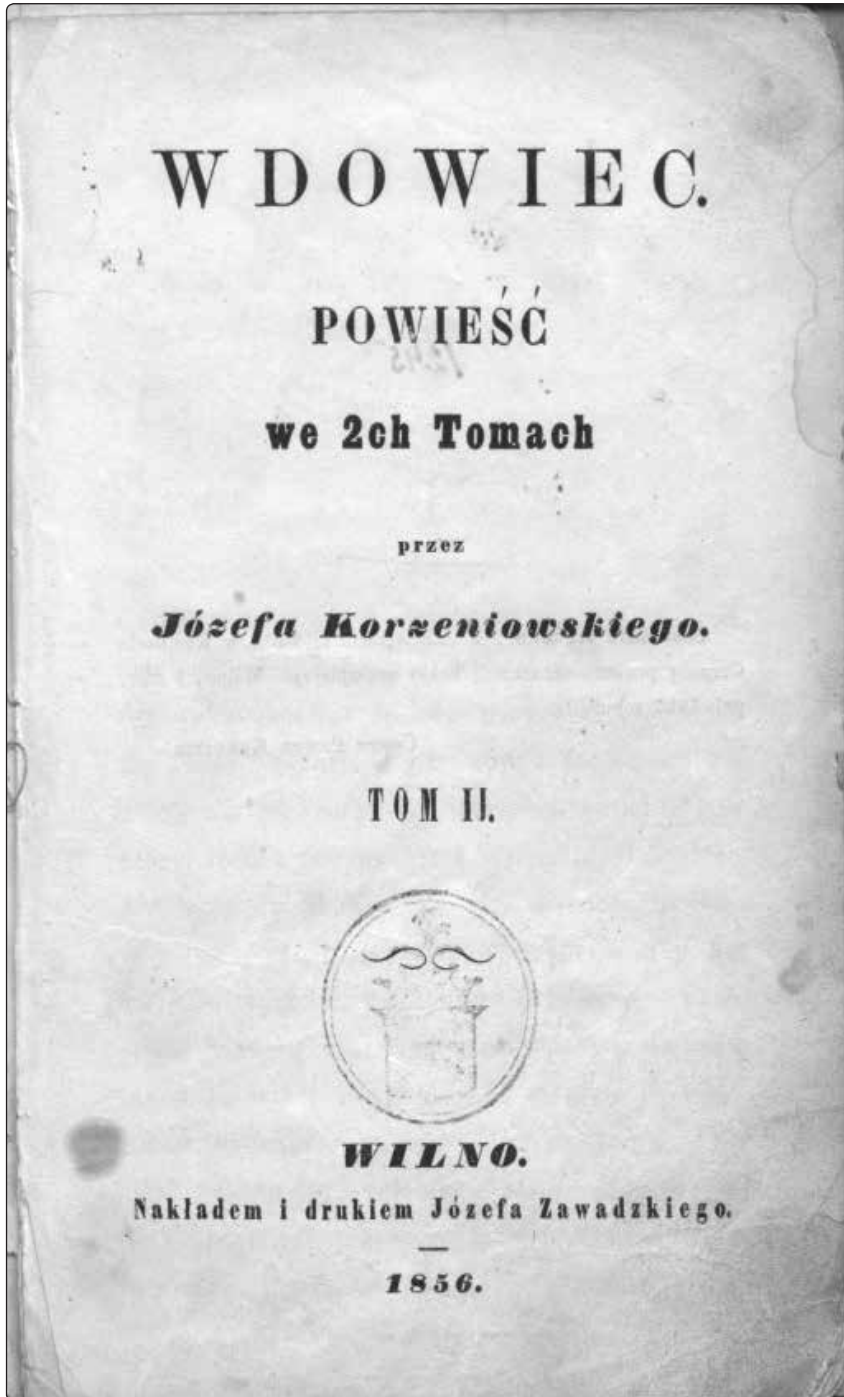 WDOWIEC.
POWIEŚĆ
we 2ch Tomach
przez
Józefa Korzeniowskiego.
TOM II.
WILNO.
Nakładem i drukiem Józefa Zawadzkiego.
1856.